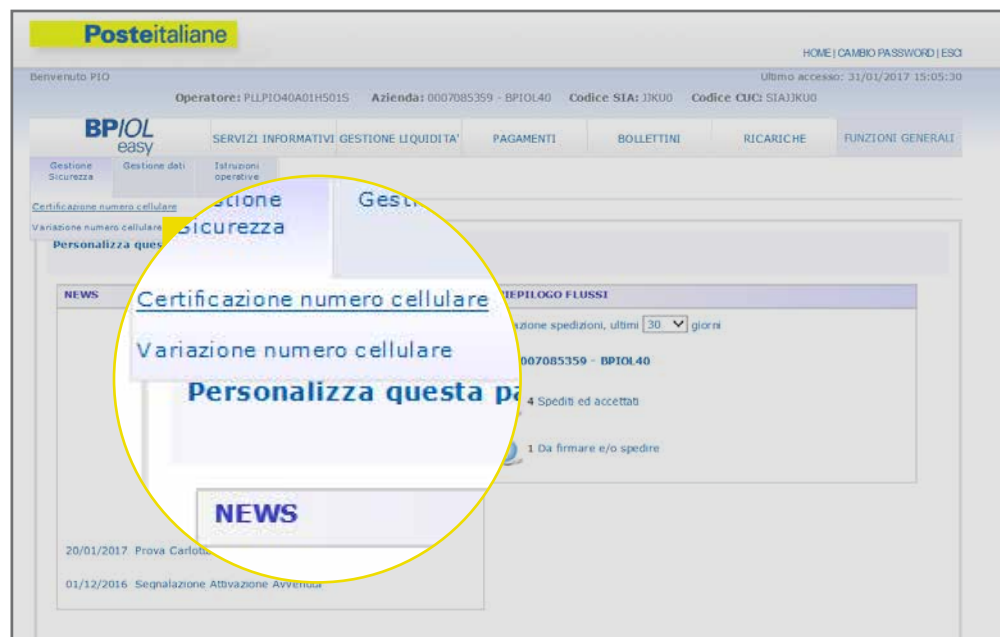 Posteitaliane
HOME | CAMBIO PASSWORD | ESCI
Benvenuto PIO
Ultimo accesso: 31/01/2017 15:05:30
Operatore: PLLPIO40A01H501S Azienda: 0007085359 - BPIOL40 Codice SIA: JJKU0 Codice CUC: SIAJJKU0
BPIOL easy
SERVIZI INFORMATIVI GESTIONE LIQUIDITA' PAGAMENTI BOLLETTINI RICARICHE FUNZIONI GENERALI
Gestione Sicurezza Gestione dati Istruzioni operative
Certificazione numero cellulare
Variazione numero cellulare
Personalizza ques
NEWS
stione Gest
Sicurezza
Certificazione numero cellulare
Variazione numero cellulare
Personalizza questa pa
NEWS
RIEPILOGO FLUSSI
azione spedizioni, ultimi 30 giorni
007085359 - BPIOL40
4 Spediti ed accettati
1 Da firmare e/o spedire
20/01/2017 Prova Carlotta
01/12/2016 Segnalazione Attivazione Avvenuta